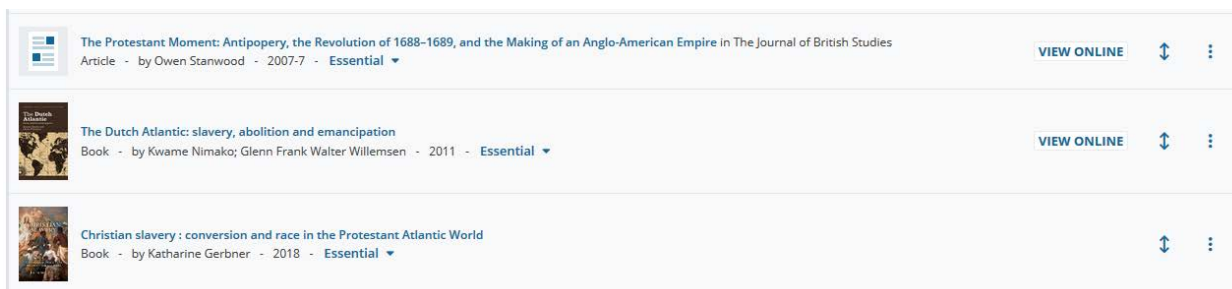 The Protestant Moment: Antipopery, the Revolution of 1688–1689, and the Making of an Anglo-American Empire in The Journal of British Studies
Article - by Owen Stanwood - 2007-7 - Essential
VIEW ONLINE
The Dutch Atlantic
The Dutch Atlantic: slavery, abolition and emancipation
Book - by Kwame Nimako; Glenn Frank Walter Willemsen - 2011 - Essential
VIEW ONLINE
Christian slavery : conversion and race in the Protestant Atlantic World
Book - by Katharine Gerbner - 2018 - Essential